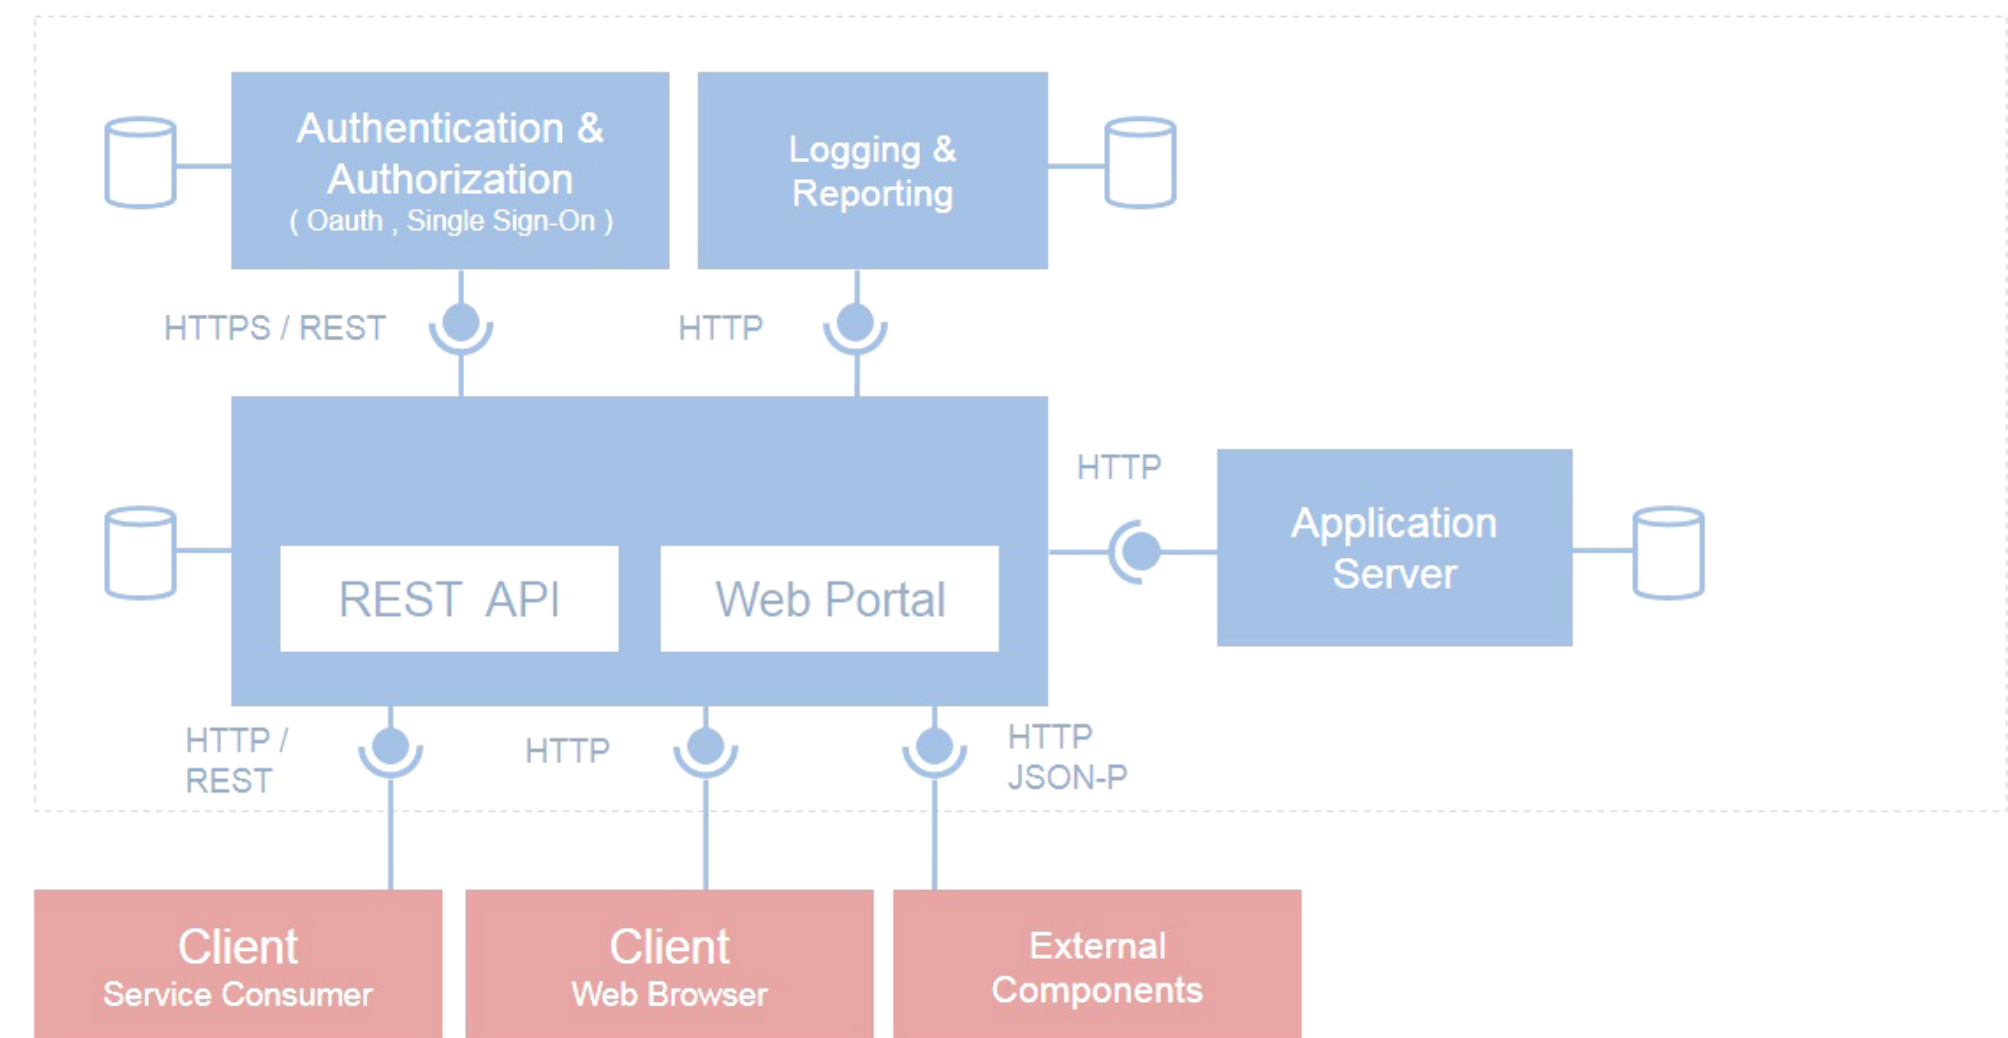 Authentication &
Authorization
( Oauth , Single Sign-On )
Logging &
Reporting
HTTPS / REST
HTTP
HTTP
Application
Server
REST  API
Web Portal
HTTP /
REST
HTTP
HTTP
JSON-P
Client
Service Consumer
Client
Web Browser
External
Components